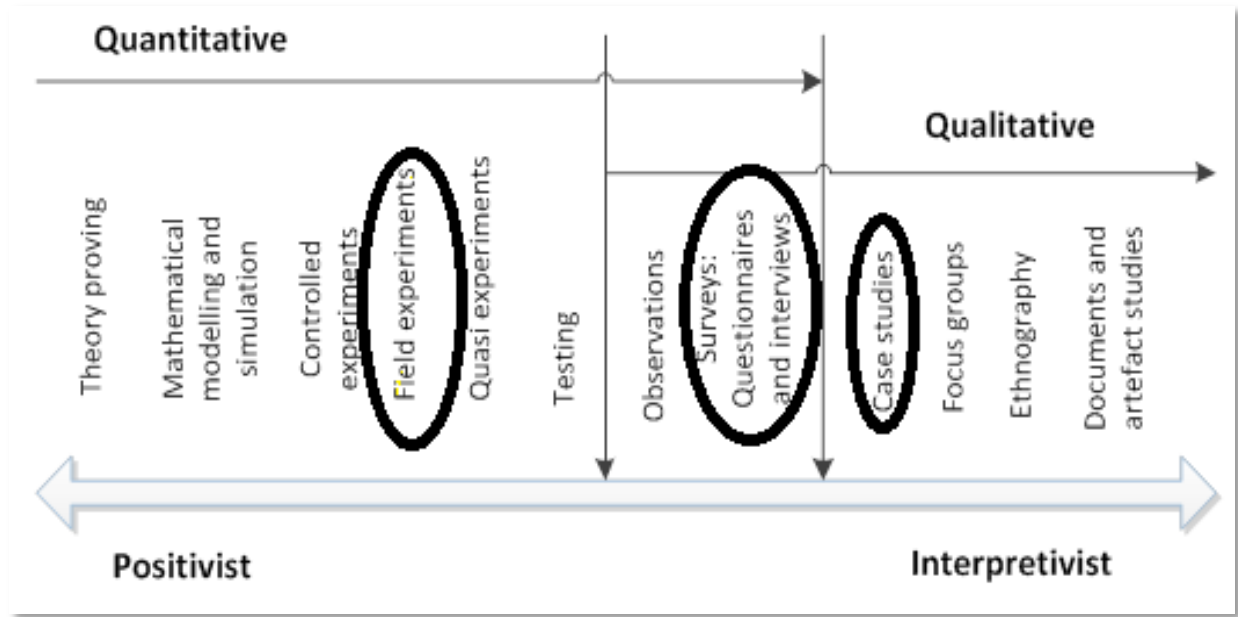 Quantitative
Qualitative
Theory proving
Mathematical
modelling and
simulation
Controlled
experiments
Field experiments
Quasi experiments
Testing
Observations
Surveys:
Questionnaires
and interviews
Case studies
Focus groups
Ethnography
Documents and
artefact studies
Positivist
Interpretivist